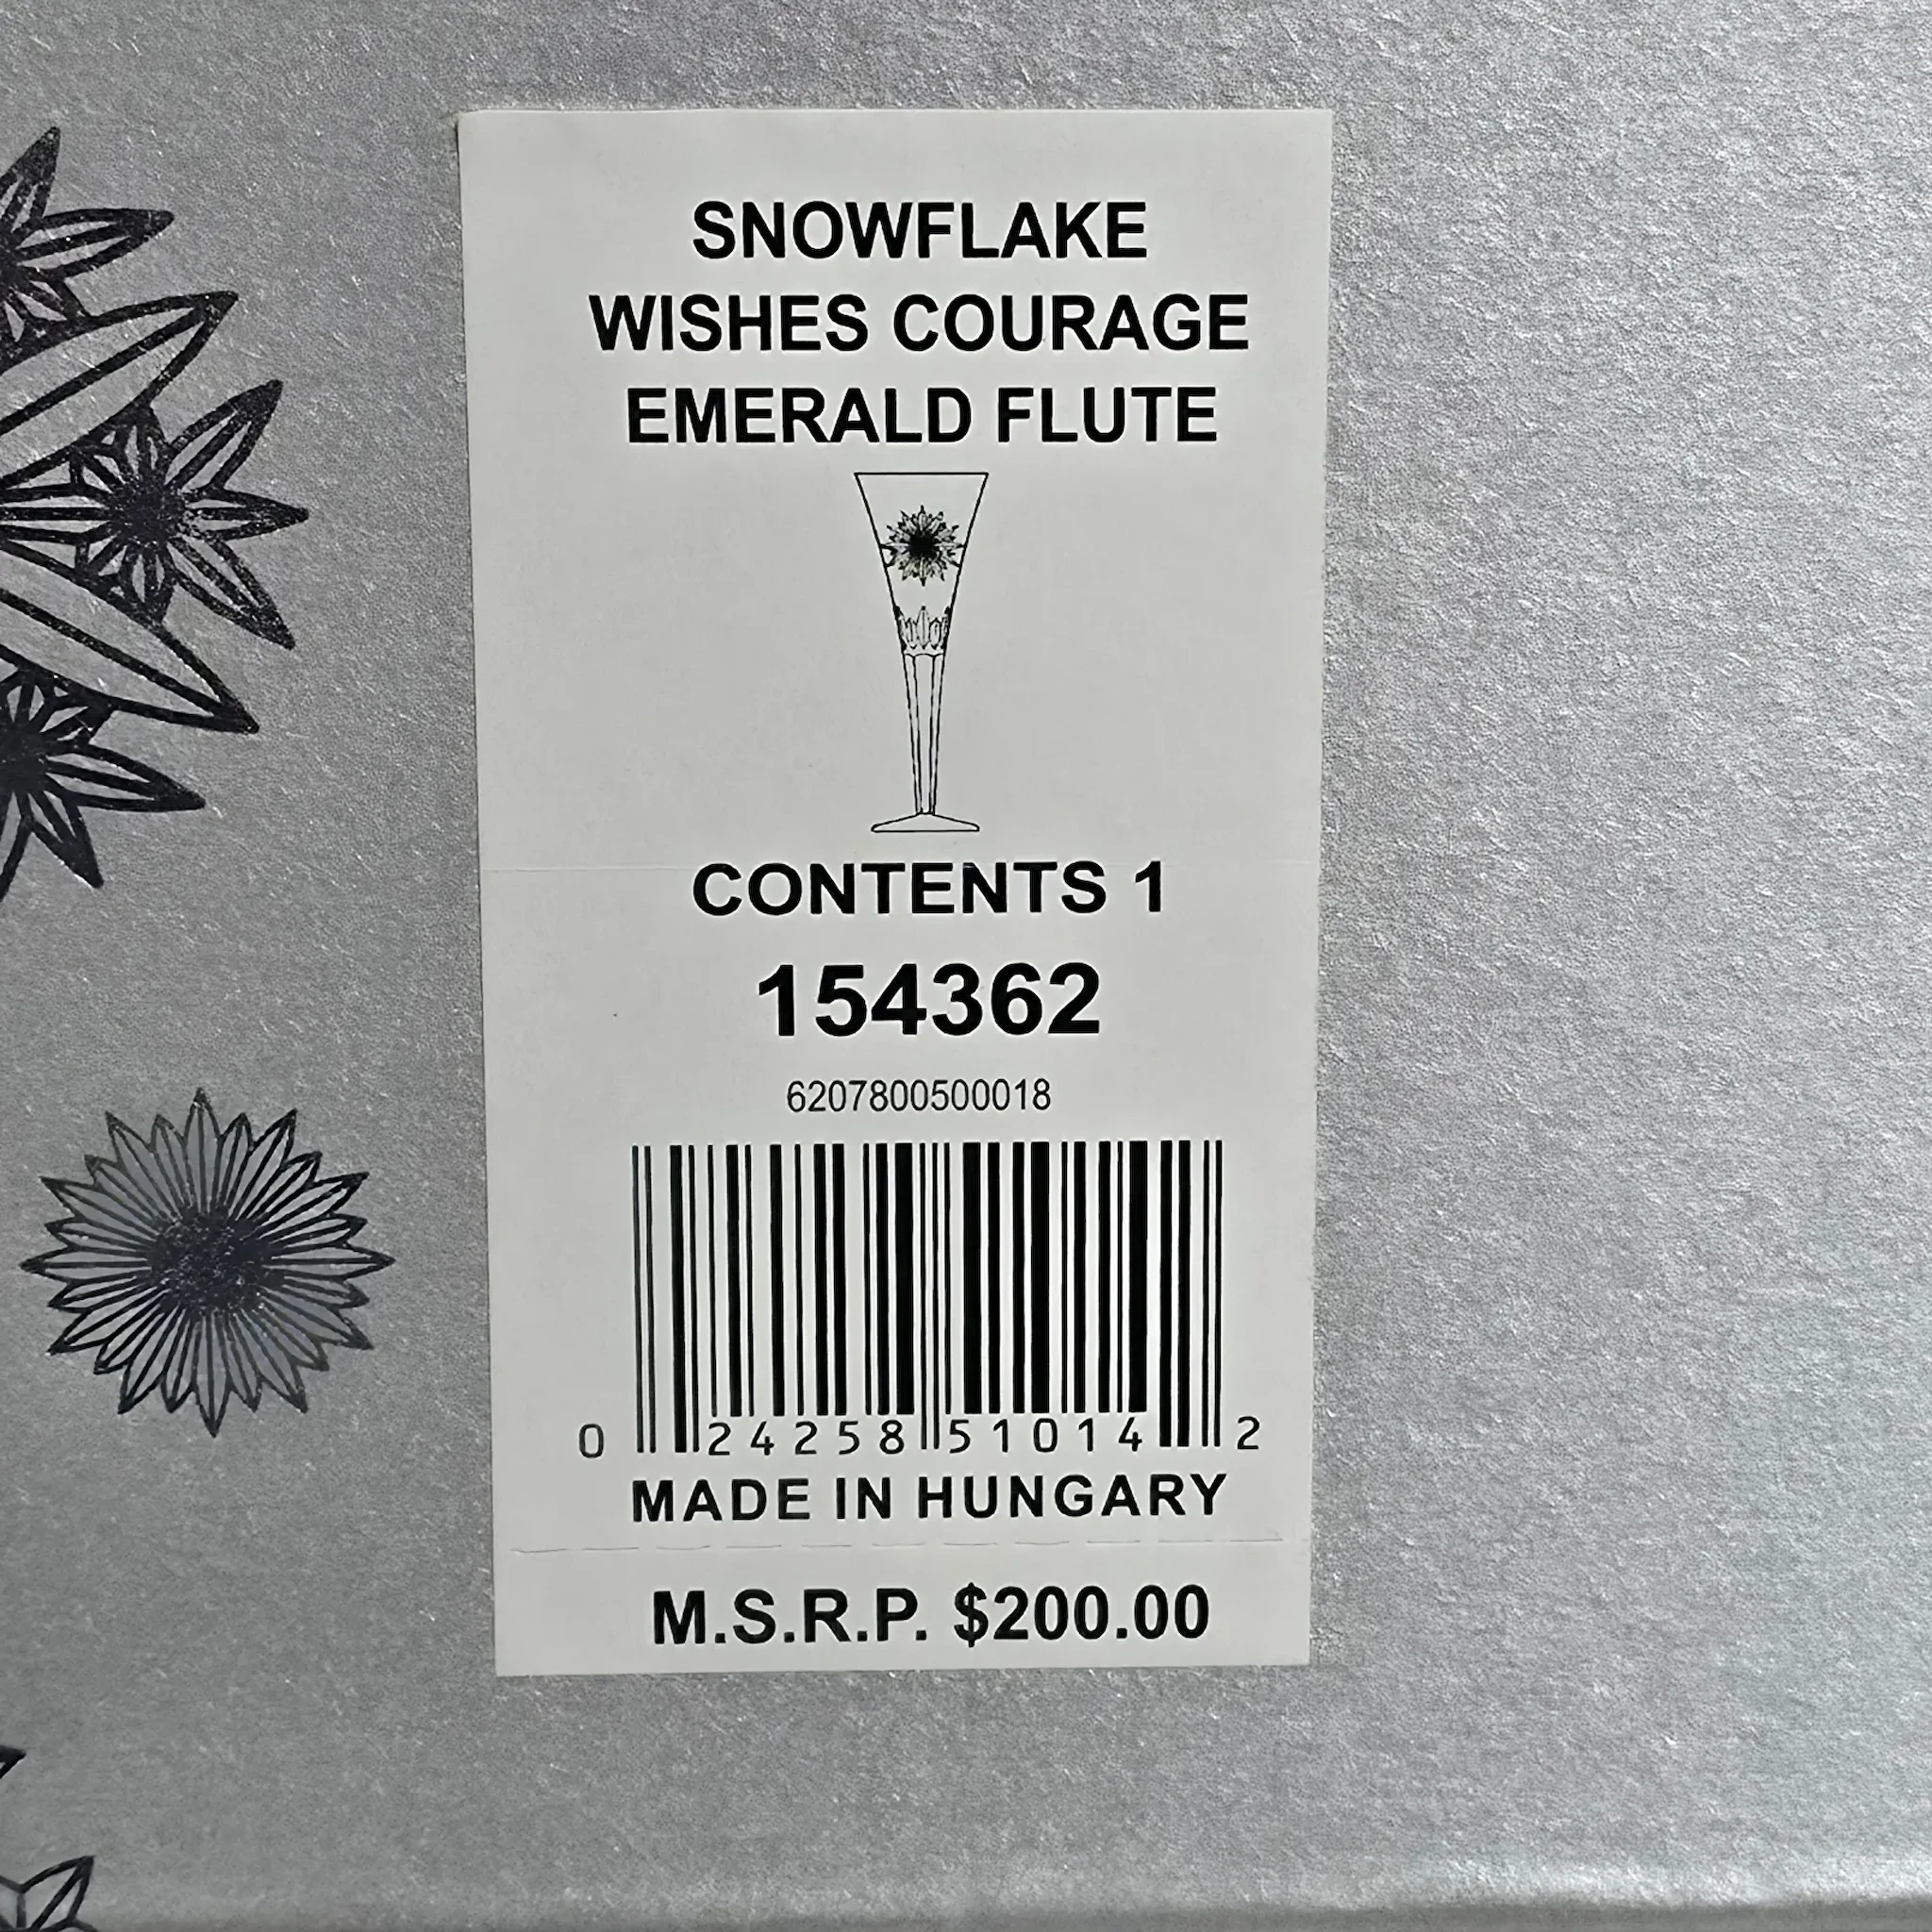 SNOWFLAKE
WISHES COURAGE
EMERALD FLUTE
CONTENTS 1
154362
6207800500018
0 24258 51014 2
MADE IN HUNGARY
M.S.R.P. $200.00